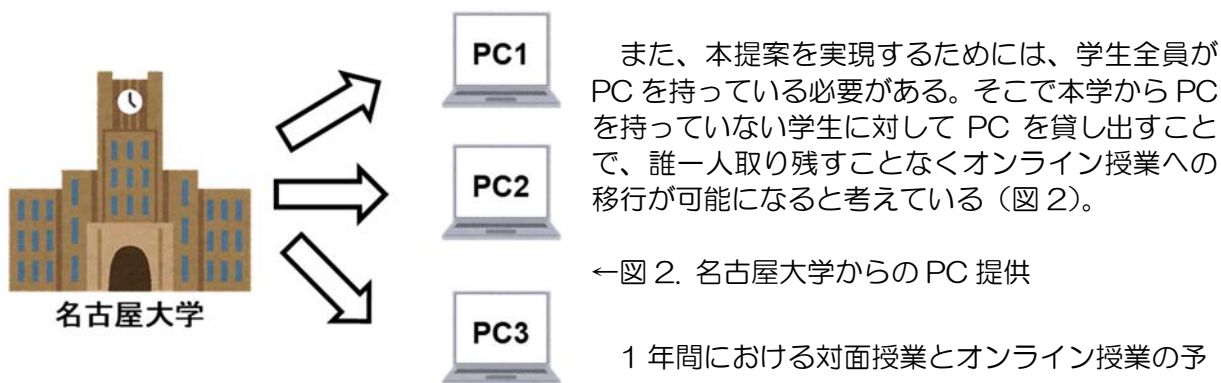 PC1
PC2
PC3
名古屋大学
また、本提案を実現するためには、学生全員が
PC を持っている必要がある。そこで本学から PC
を持っていない学生に対して PC を貸し出すこと
で、誰一人取り残すことなくオンライン授業への
移行が可能になると考えている（図 2）。
←図 2. 名古屋大学からの PC 提供
1 年間における対面授業とオンライン授業の予